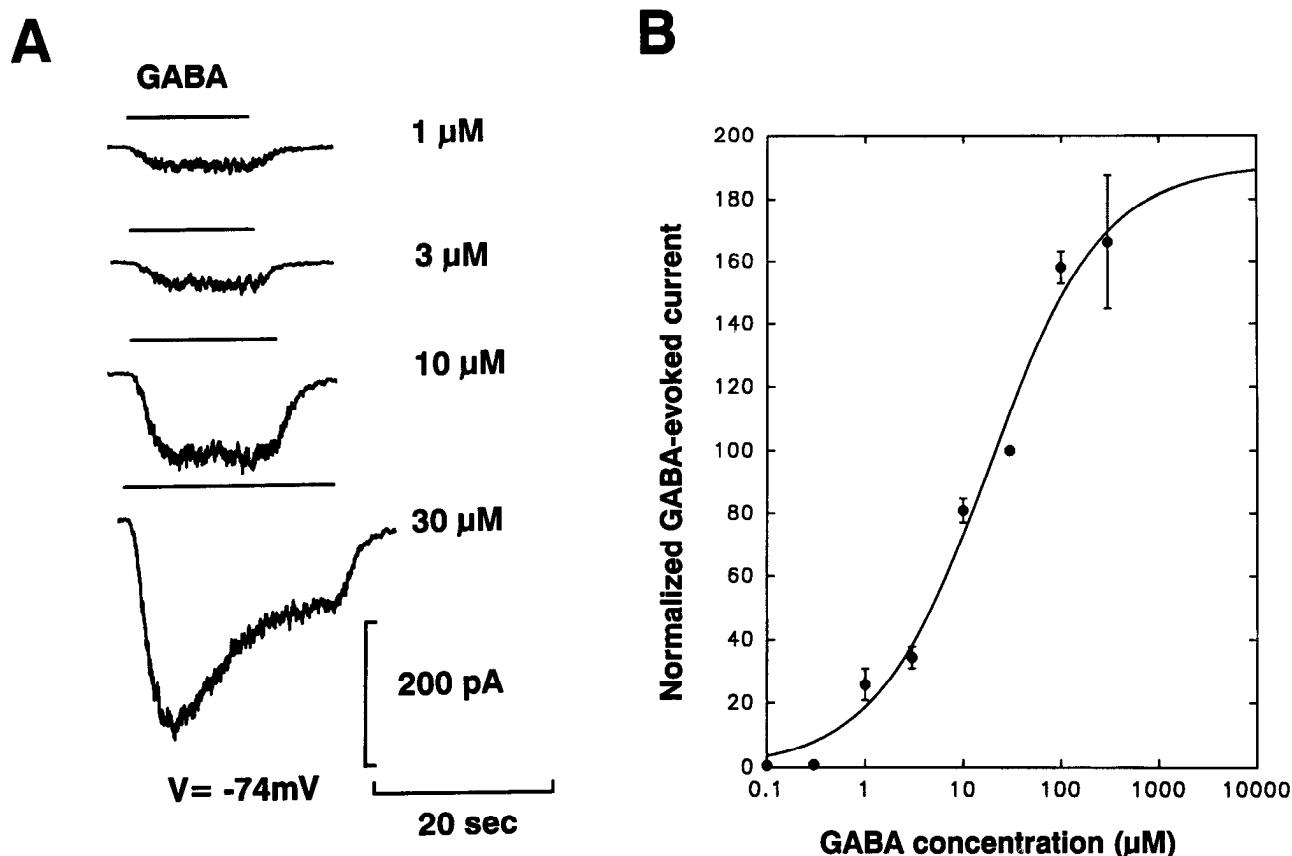 A
GABA
1 µM
3 µM
10 µM
30 µM
200 pA
V= -74mV
20 sec
B
Normalized GABA-evoked current
200
180
160
140
120
100
80
60
40
20
0
0.1 1 10 100 1000 10000
GABA concentration (µM)